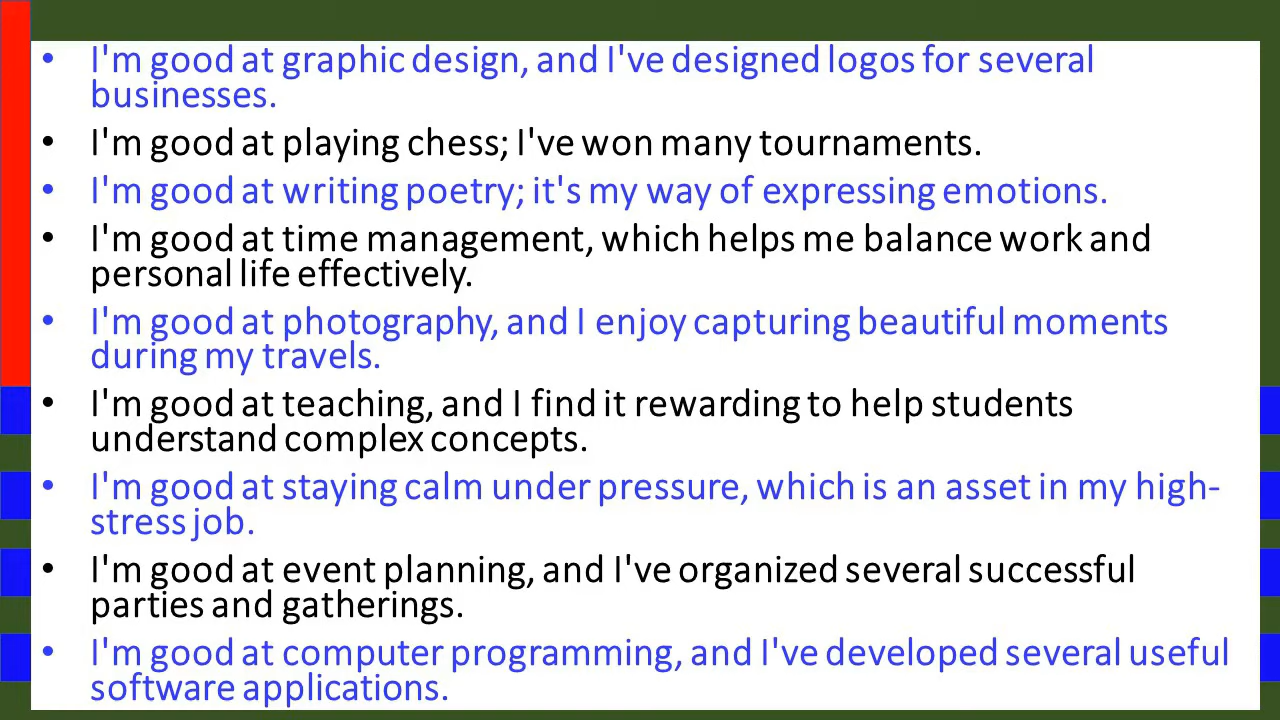 • I'm good at graphic design, and I've designed logos for several
businesses.
• I'm good at playing chess; I've won many tournaments.
• I'm good at writing poetry; it's my way of expressing emotions.
• I'm good at time management, which helps me balance work and
personal life effectively.
• I'm good at photography, and I enjoy capturing beautiful moments
during my travels.
• I'm good at teaching, and I find it rewarding to help students
understand complex concepts.
• I'm good at staying calm under pressure, which is an asset in my high-
stress job.
• I'm good at event planning, and I've organized several successful
parties and gatherings.
• I'm good at computer programming, and I've developed several useful
software applications.